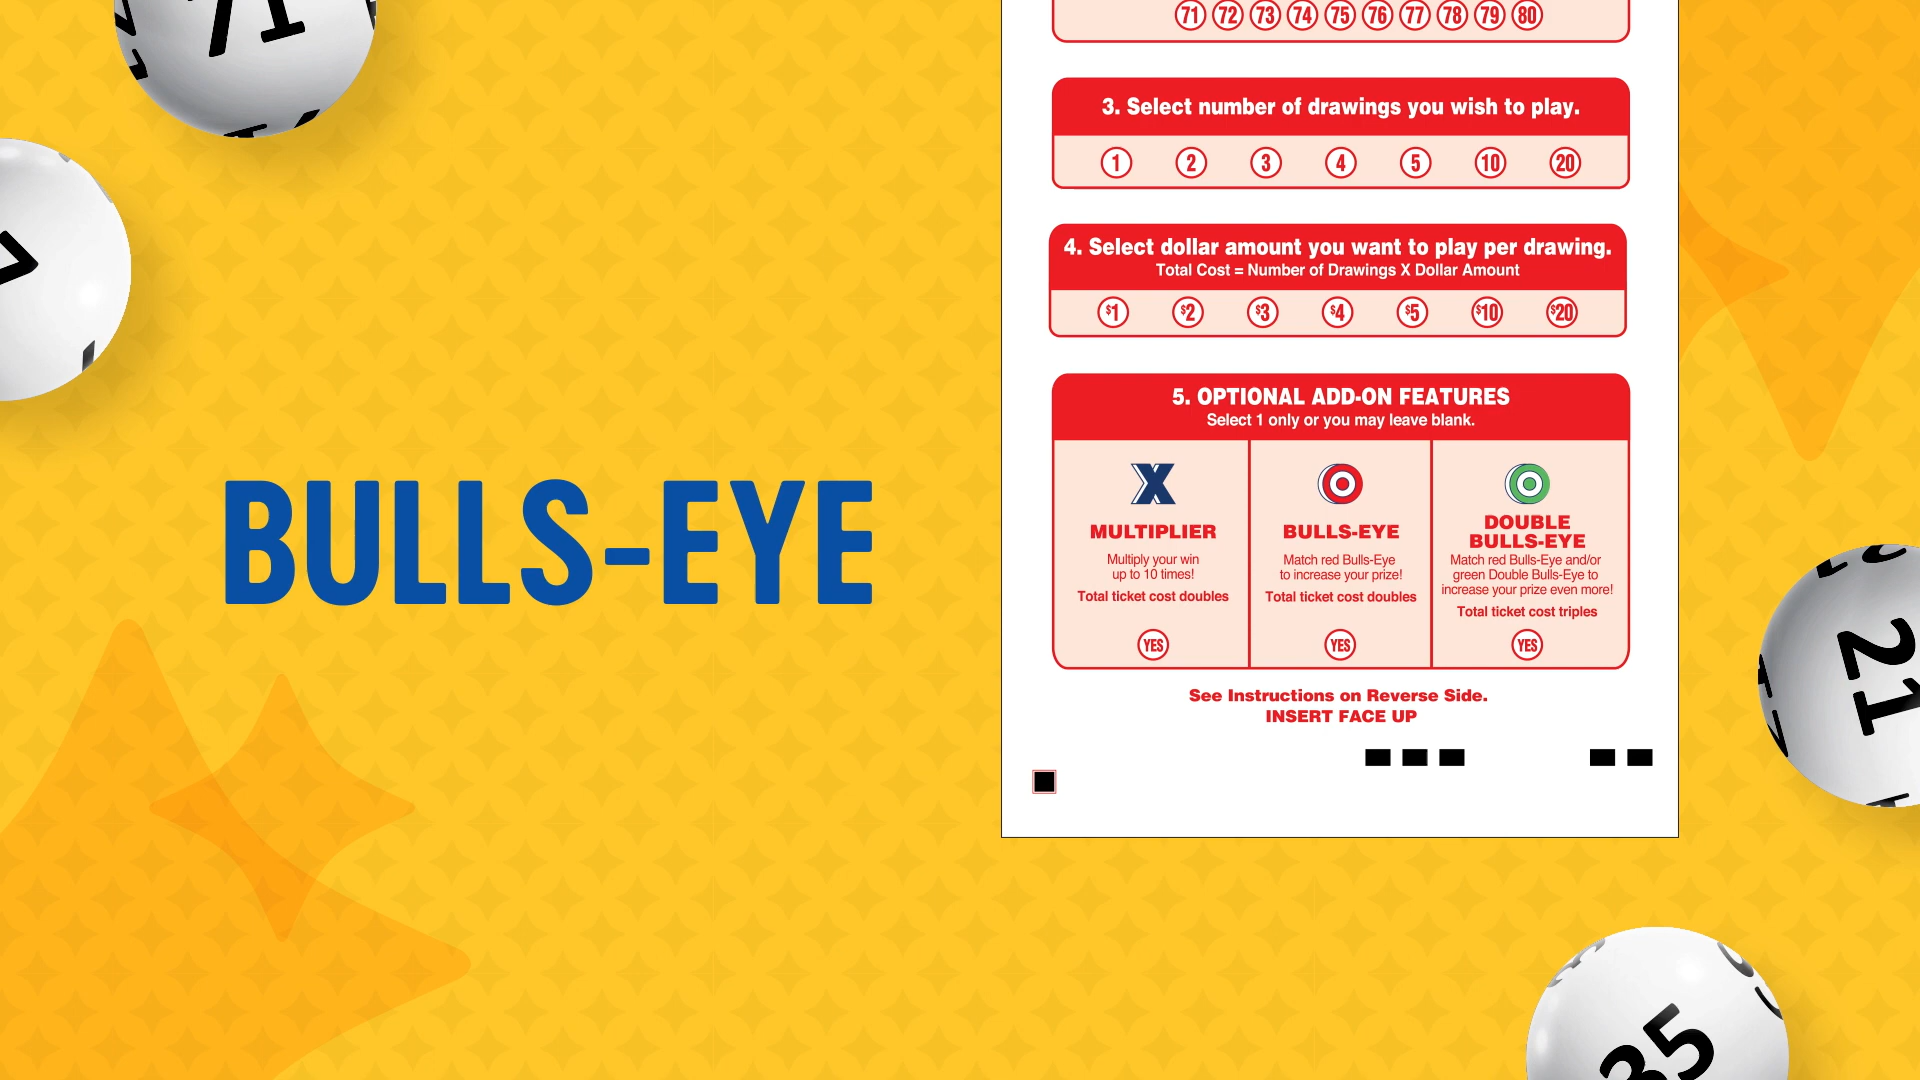 71
BULLS-EYE
71 72 73 74 75 76 77 78 79 80
3. Select number of drawings you wish to play.
1 2 3 4 5 10 20
4. Select dollar amount you want to play per drawing.
Total Cost = Number of Drawings X Dollar Amount
$1 $2 $3 $4 $5 $10 $20
5. OPTIONAL ADD-ON FEATURES
Select 1 only or you may leave blank.
X
MULTIPLIER
Multiply your win
up to 10 times!
Total ticket cost doubles
YES
BULLS-EYE
Match red Bulls-Eye
to increase your prize!
Total ticket cost doubles
YES
DOUBLE
BULLS-EYE
Match red Bulls-Eye and/or
green Double Bulls-Eye to
increase your prize even more!
Total ticket cost triples
YES
See Instructions on Reverse Side.
INSERT FACE UP
21
35